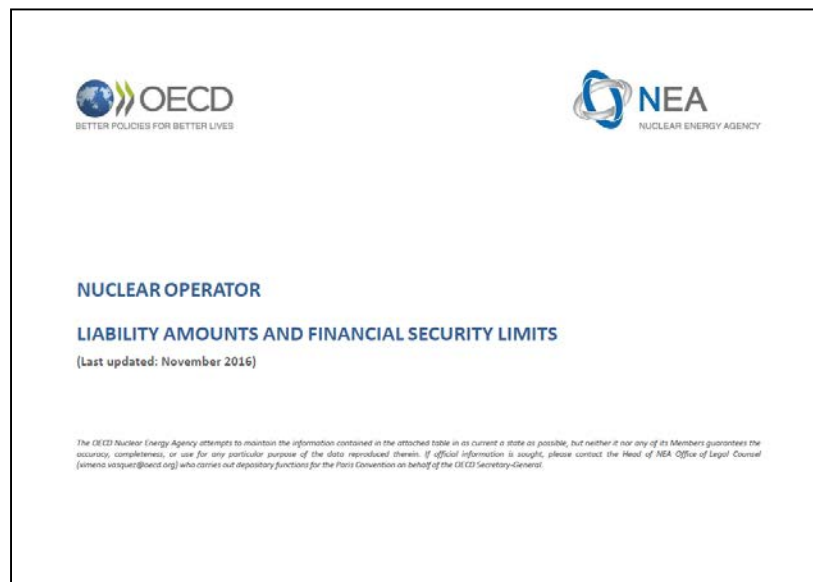 OECD
BETTER POLICIES FOR BETTER LIVES
NEA
NUCLEAR ENERGY AGENCY
NUCLEAR OPERATOR
LIABILITY AMOUNTS AND FINANCIAL SECURITY LIMITS
(Last updated: November 2016)
The OECD Nuclear Energy Agency attempts to maintain the information contained in the attached table in as current a state as possible, but neither it nor any of its Members guarantees the
accuracy, completeness, or use for any particular purpose of the data reproduced therein. If official information is sought, please contact the Head of NEA Office of Legal Counsel
(ximena.vasquez@oecd.org) who carries out depositary functions for the Paris Convention on behalf of the OECD Secretary-General.